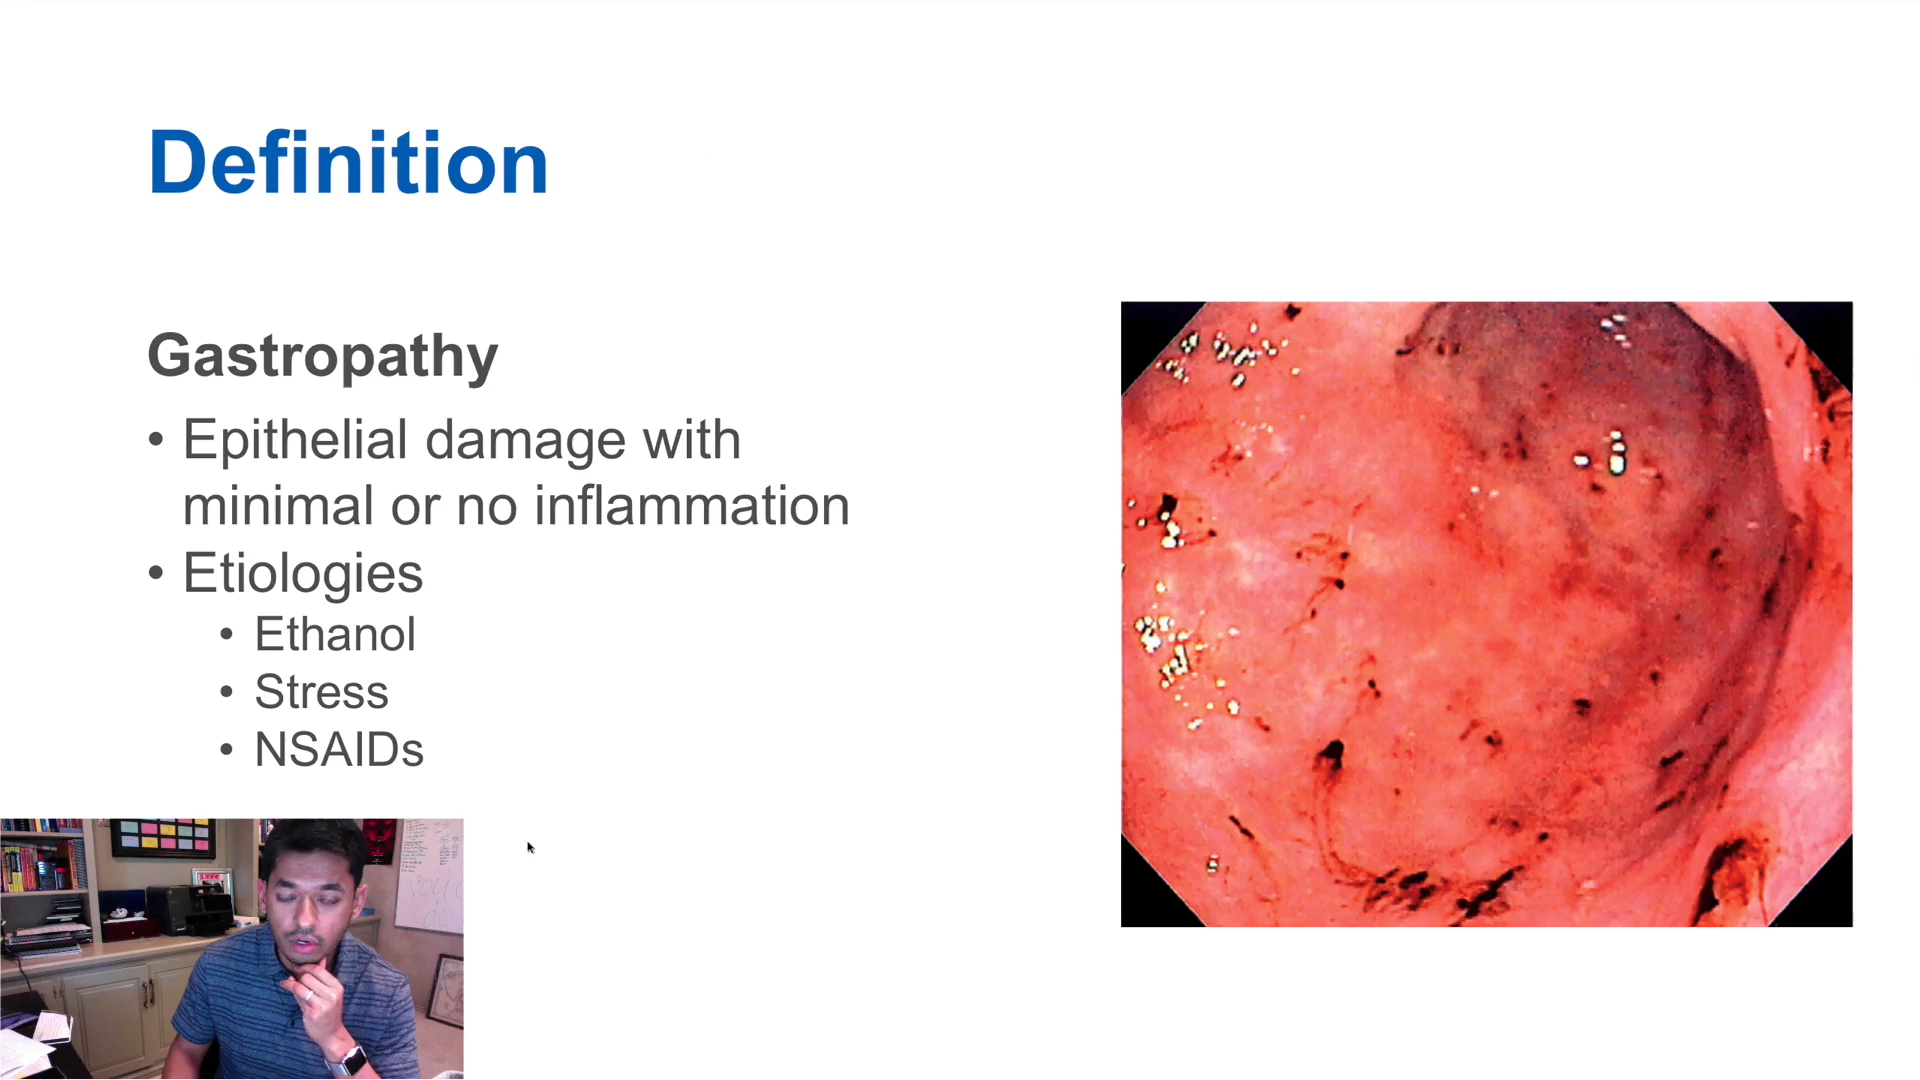 Definition
Gastropathy
• Epithelial damage with
minimal or no inflammation
• Etiologies
• Ethanol
• Stress
• NSAIDs